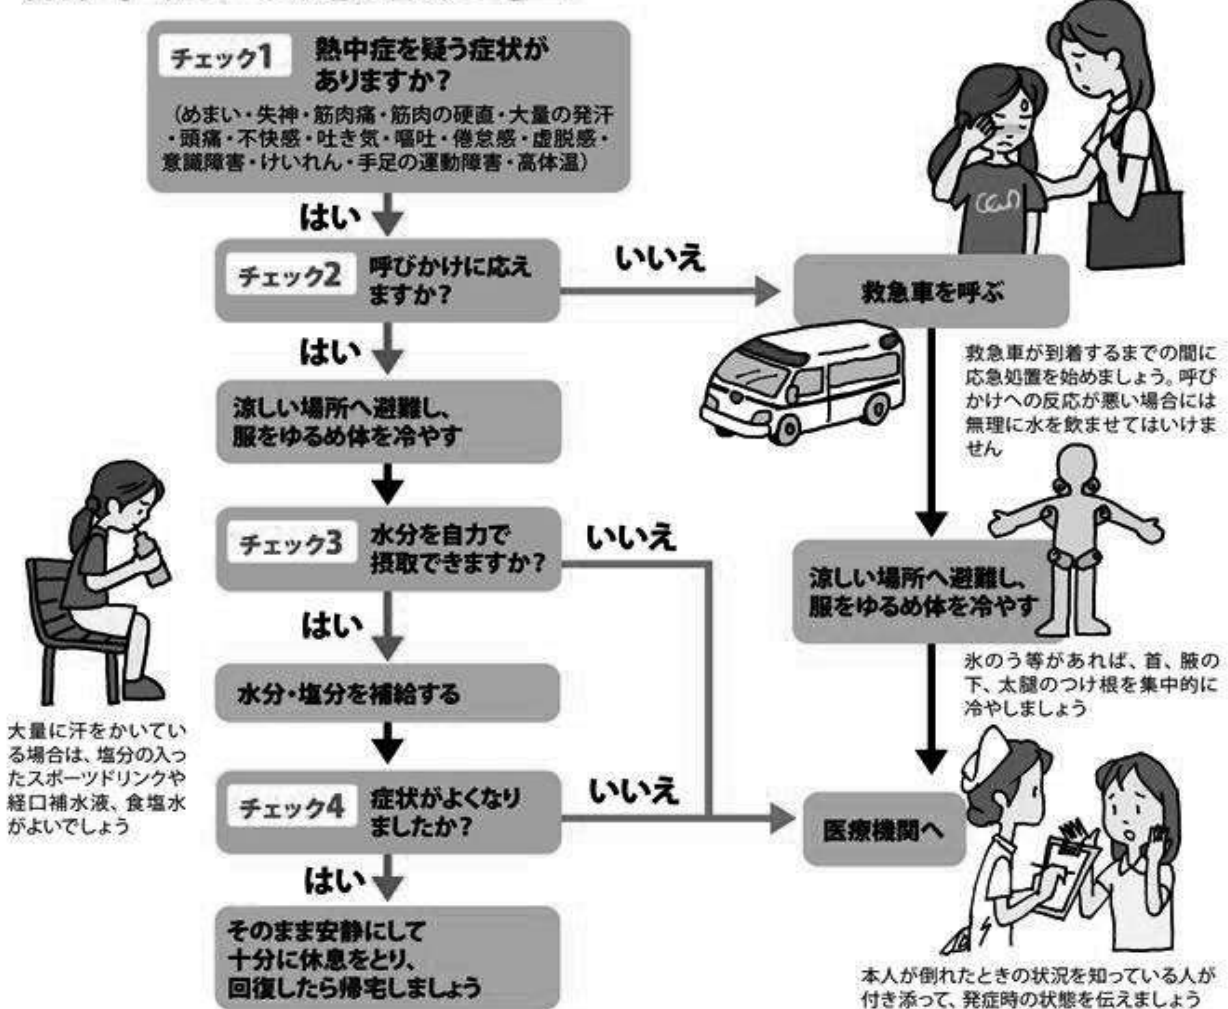 チェック1 熱中症を疑う症状が
ありますか?
(めまい・失神・筋肉痛・筋肉の硬直・大量の発汗
・頭痛・不快感・吐き気・嘔吐・倦怠感・虚脱感・
意識障害・けいれん・手足の運動障害・高体温)
はい
チェック2 呼びかけに応え
ますか?
いいえ
救急車を呼ぶ
救急車が到着するまでの間に
応急処置を始めましょう。呼び
かけへの反応が悪い場合には
無理に水を飲ませてはいけま
せん
はい
涼しい場所へ避難し、
服をゆるめ体を冷やす
チェック3 水分を自力で
摂取できますか?
いいえ
涼しい場所へ避難し、
服をゆるめ体を冷やす
氷のう等があれば、首、腋の
下、太腿のつけ根を集中的に
冷やしましょう
はい
水分・塩分を補給する
大量に汗をかいてい
る場合は、塩分の入っ
たスポーツドリンクや
経口補水液、食塩水
がよいでしょう
チェック4 症状がよくなり
ましたか?
いいえ
医療機関へ
はい
そのまま安静にして
十分に休息をとり、
回復したら帰宅しましょう
本人が倒れたときの状況を知っている人が
付き添って、発症時の状態を伝えましょう